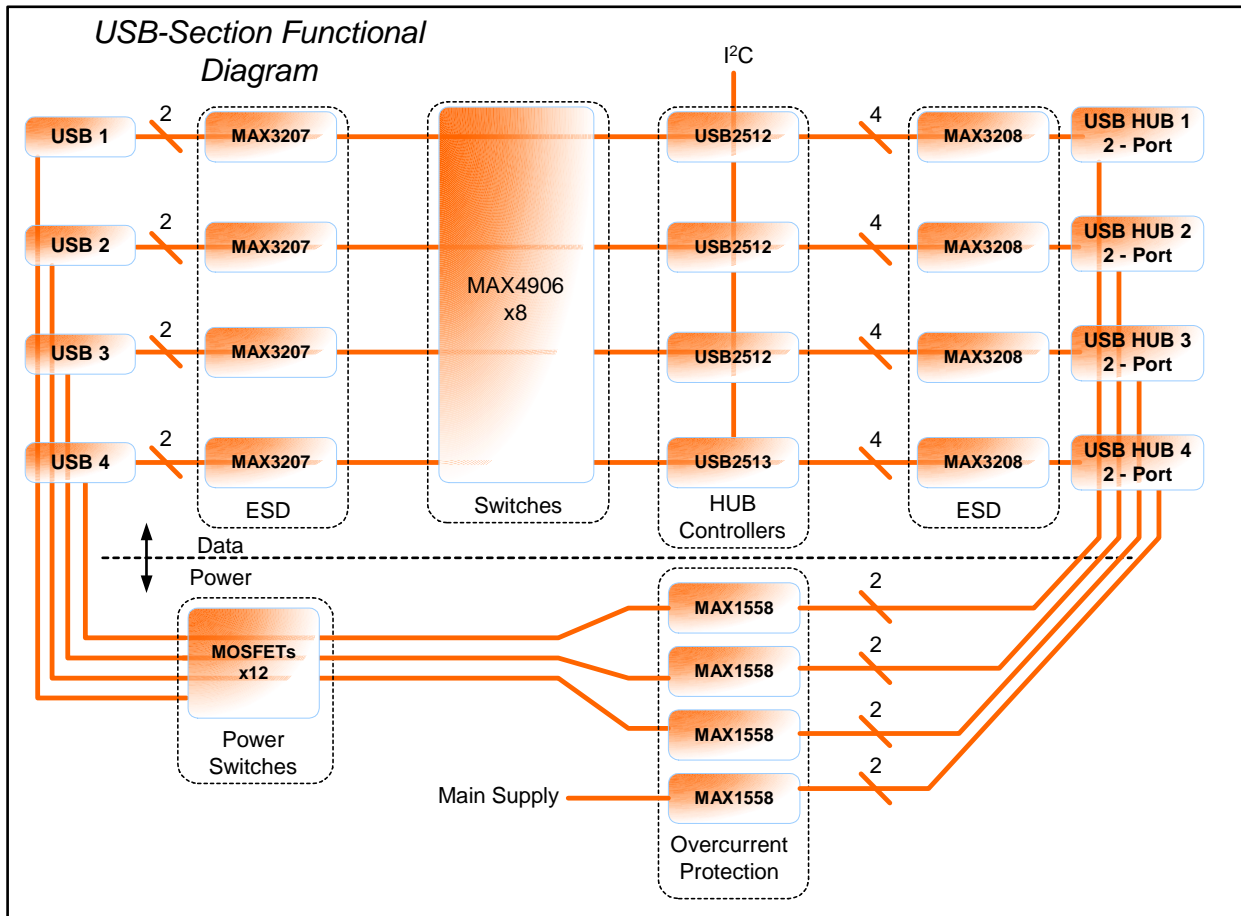 USB-Section Functional
Diagram
I²C
2
4
USB 1
MAX3207
USB2512
MAX3208
USB HUB 1
2 - Port
2
4
USB 2
MAX3207
USB2512
MAX3208
USB HUB 2
2 - Port
MAX4906
x8
2
4
USB 3
MAX3207
USB2512
MAX3208
USB HUB 3
2 - Port
2
4
USB 4
MAX3207
USB2513
MAX3208
USB HUB 4
2 - Port
ESD
Switches
HUB
Controllers
ESD
Data
Power
MOSFETs
x12
Power
Switches
MAX1558
2
MAX1558
2
MAX1558
2
Main Supply
MAX1558
2
Overcurrent
Protection